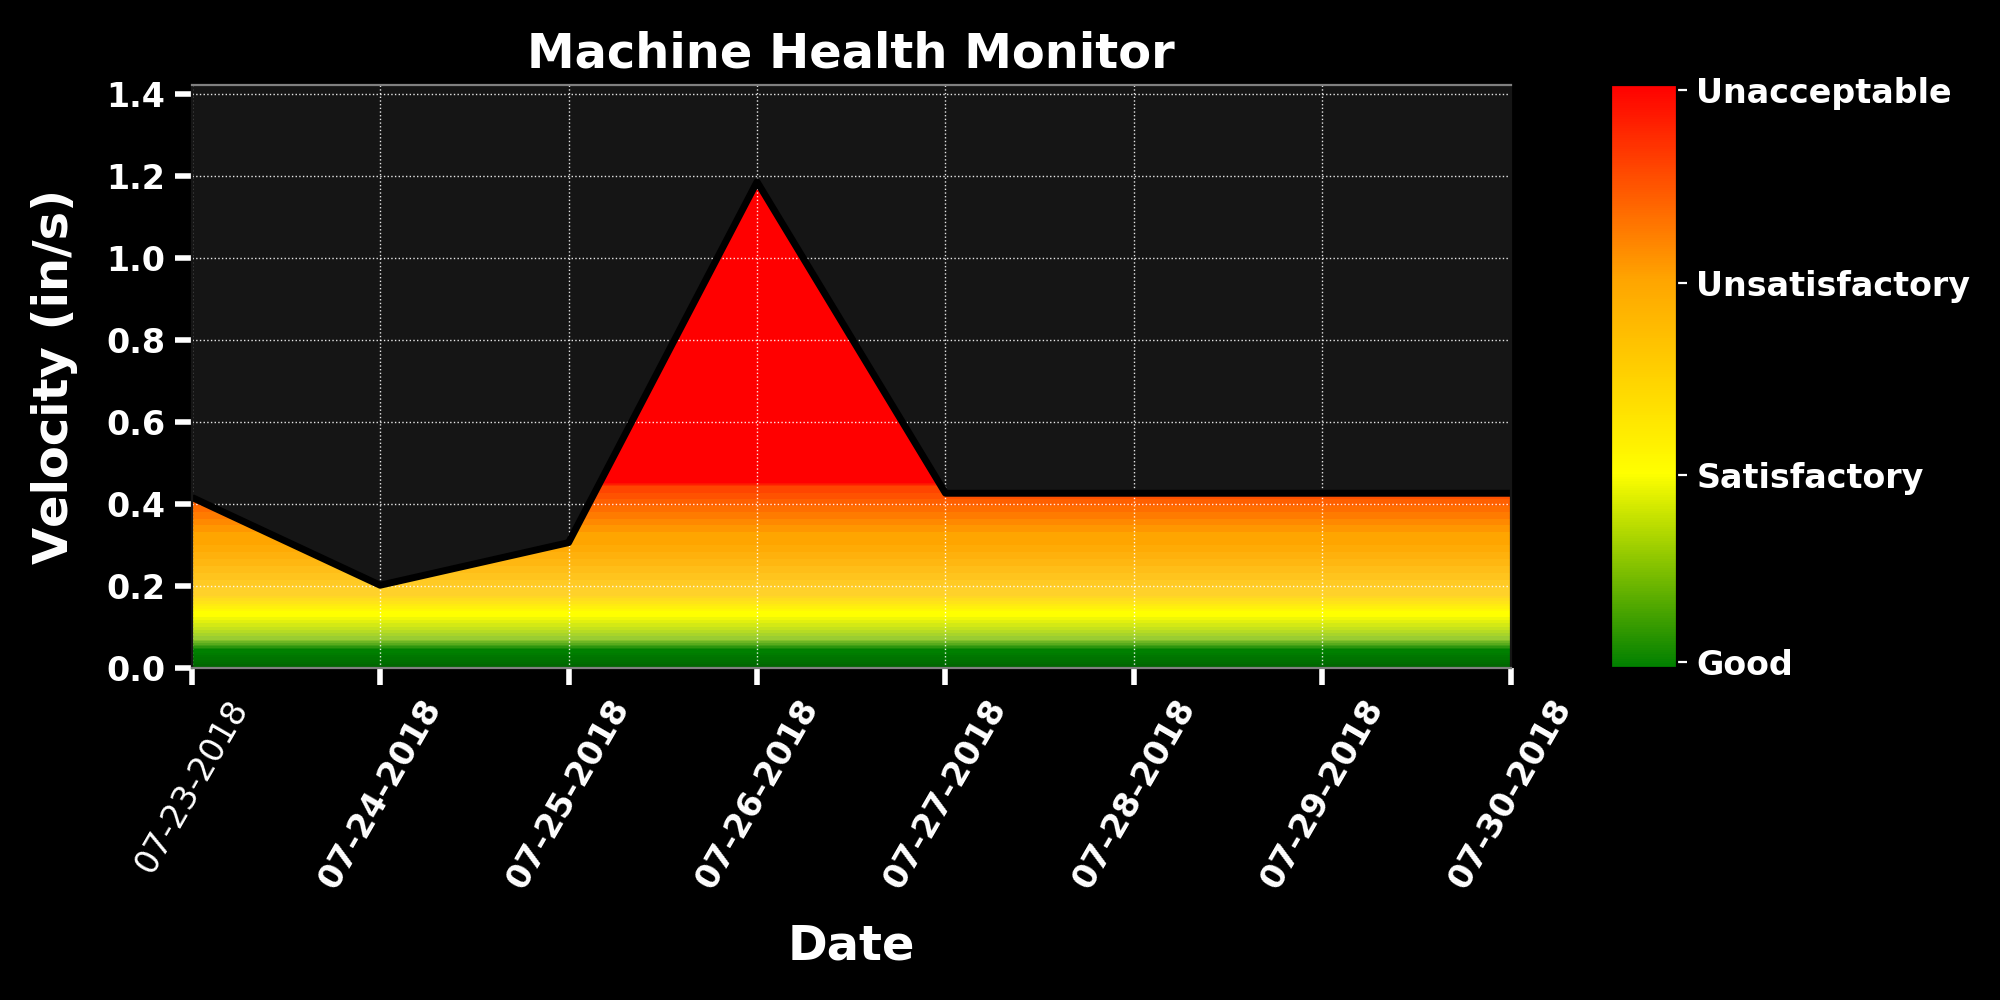 Machine Health Monitor
Velocity (in/s)
1.4
1.2
1.0
0.8
0.6
0.4
0.2
0.0
07-23-2018
07-24-2018
07-25-2018
07-26-2018
07-27-2018
07-28-2018
07-29-2018
07-30-2018
Date
Unacceptable
Unsatisfactory
Satisfactory
Good